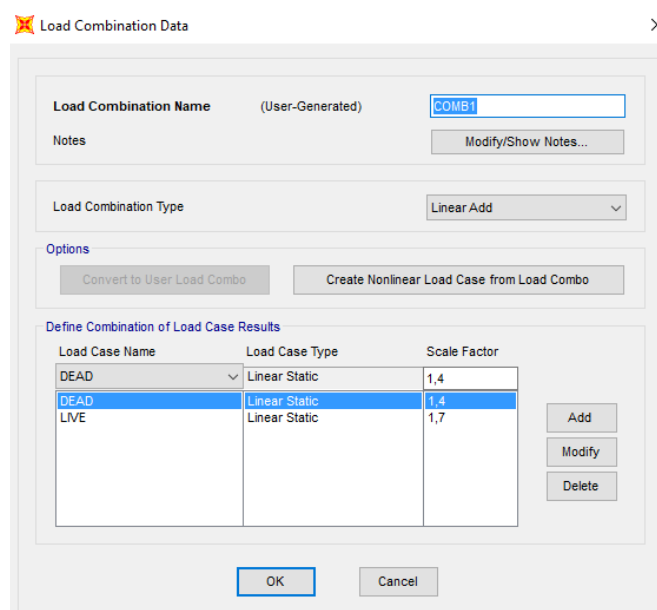 Load Combination Data
Load Combination Name (User-Generated) COMB1
Notes Modify/Show Notes...
Load Combination Type Linear Add
Options
Convert to User Load Combo Create Nonlinear Load Case from Load Combo
Define Combination of Load Case Results
Load Case Name Load Case Type Scale Factor
DEAD Linear Static 1,4
DEAD Linear Static 1,4
LIVE Linear Static 1,7
Add
Modify
Delete
OK Cancel